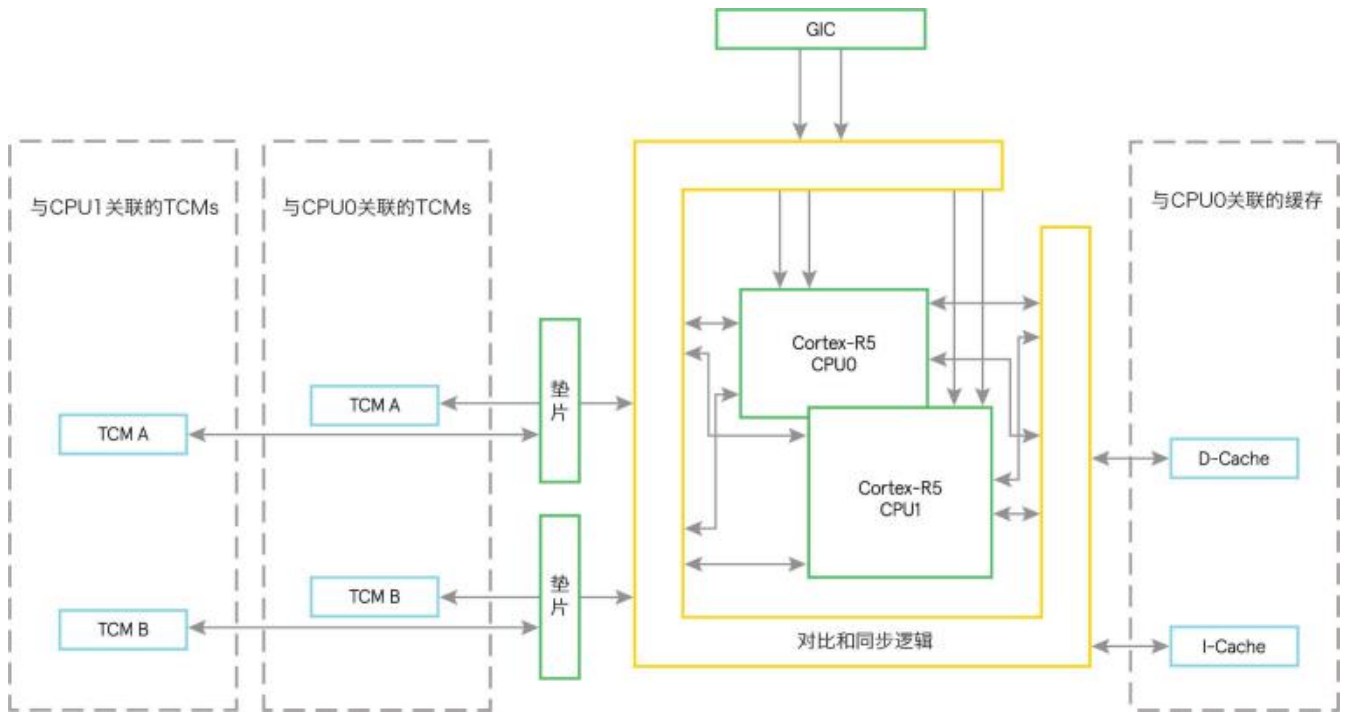 GIC
与CPU1关联的TCMs
与CPU0关联的TCMs
与CPU0关联的缓存
Cortex-R5
CPU0
垫
片
TCM A
TCM A
D-Cache
Cortex-R5
CPU1
垫
片
TCM B
TCM B
对比和同步逻辑
I-Cache